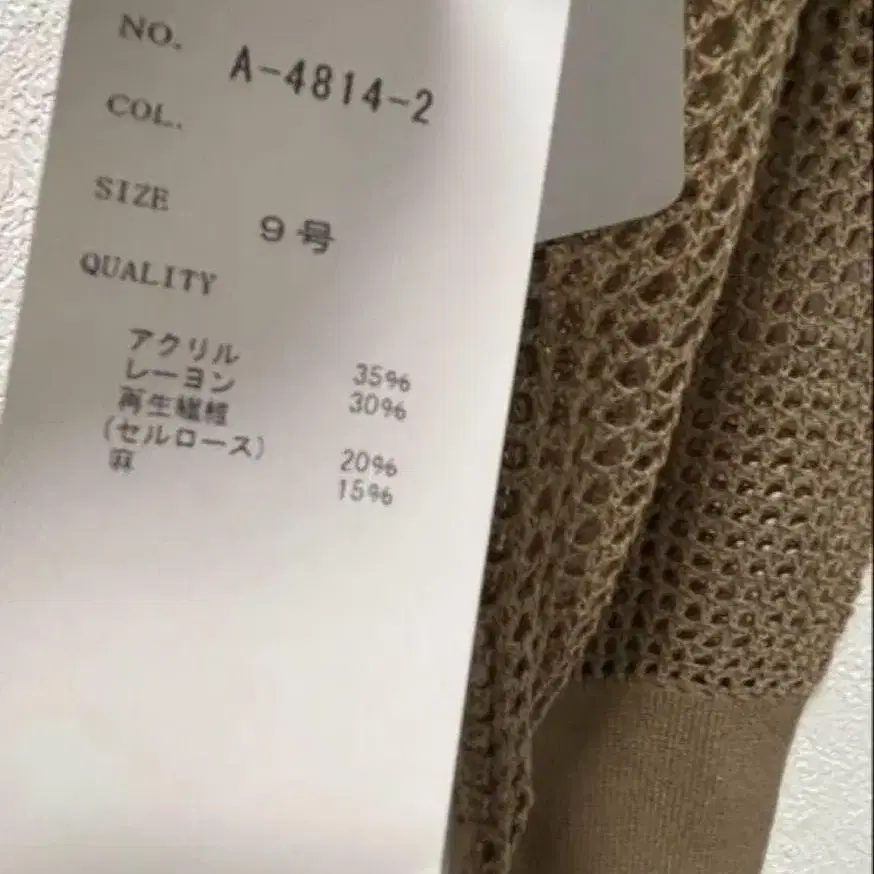 NO.
A-4814-2
COL.
SIZE
9号
QUALITY
アクリル 35%
レーヨン 30%
再生繊維
(セルロース) 20%
麻 15%